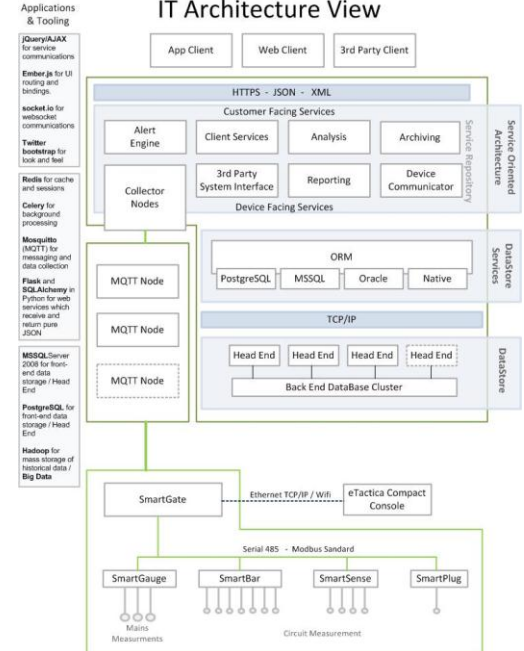 Applications
& Tooling
IT Architecture View
jQuery/AJAX
for service
communications
Ember.js for UI
routing and
bindings.
socket.io for
websocket
communications
Twitter
bootstrap for
look and feel
Redis for cache
and sessions
Celery for
background
processing
Mosquitto
(MQTT) for
messaging and
data collection
Flask and
SQLAlchemy in
Python for web
services which
receive and
return pure
JSON
MSSQLServer
2008 for front-
end data
storage / Head
End
PostgreSQL for
front-end data
storage / Head
End
Hadoop for
mass storage of
historical data /
Big Data
App Client
Web Client
3rd Party Client
HTTPS - JSON - XML
Customer Facing Services
Alert
Engine
Client Services
Analysis
Archiving
Collector
Nodes
3rd Party
System Interface
Reporting
Device
Communicator
Device Facing Services
Service Repository
Service Oriented
Architecture
MQTT Node
MQTT Node
MQTT Node
ORM
PostgreSQL
MSSQL
Oracle
Native
DataStore
Services
TCP/IP
Head End
Head End
Head End
Head End
Back End DataBase Cluster
DataStore
SmartGate
Ethernet TCP/IP / Wifi
eTactica Compact
Console
Serial 485 - Modbus Sandard
SmartGauge
SmartBar
SmartSense
SmartPlug
Mains
Measurments
Circuit Measurement